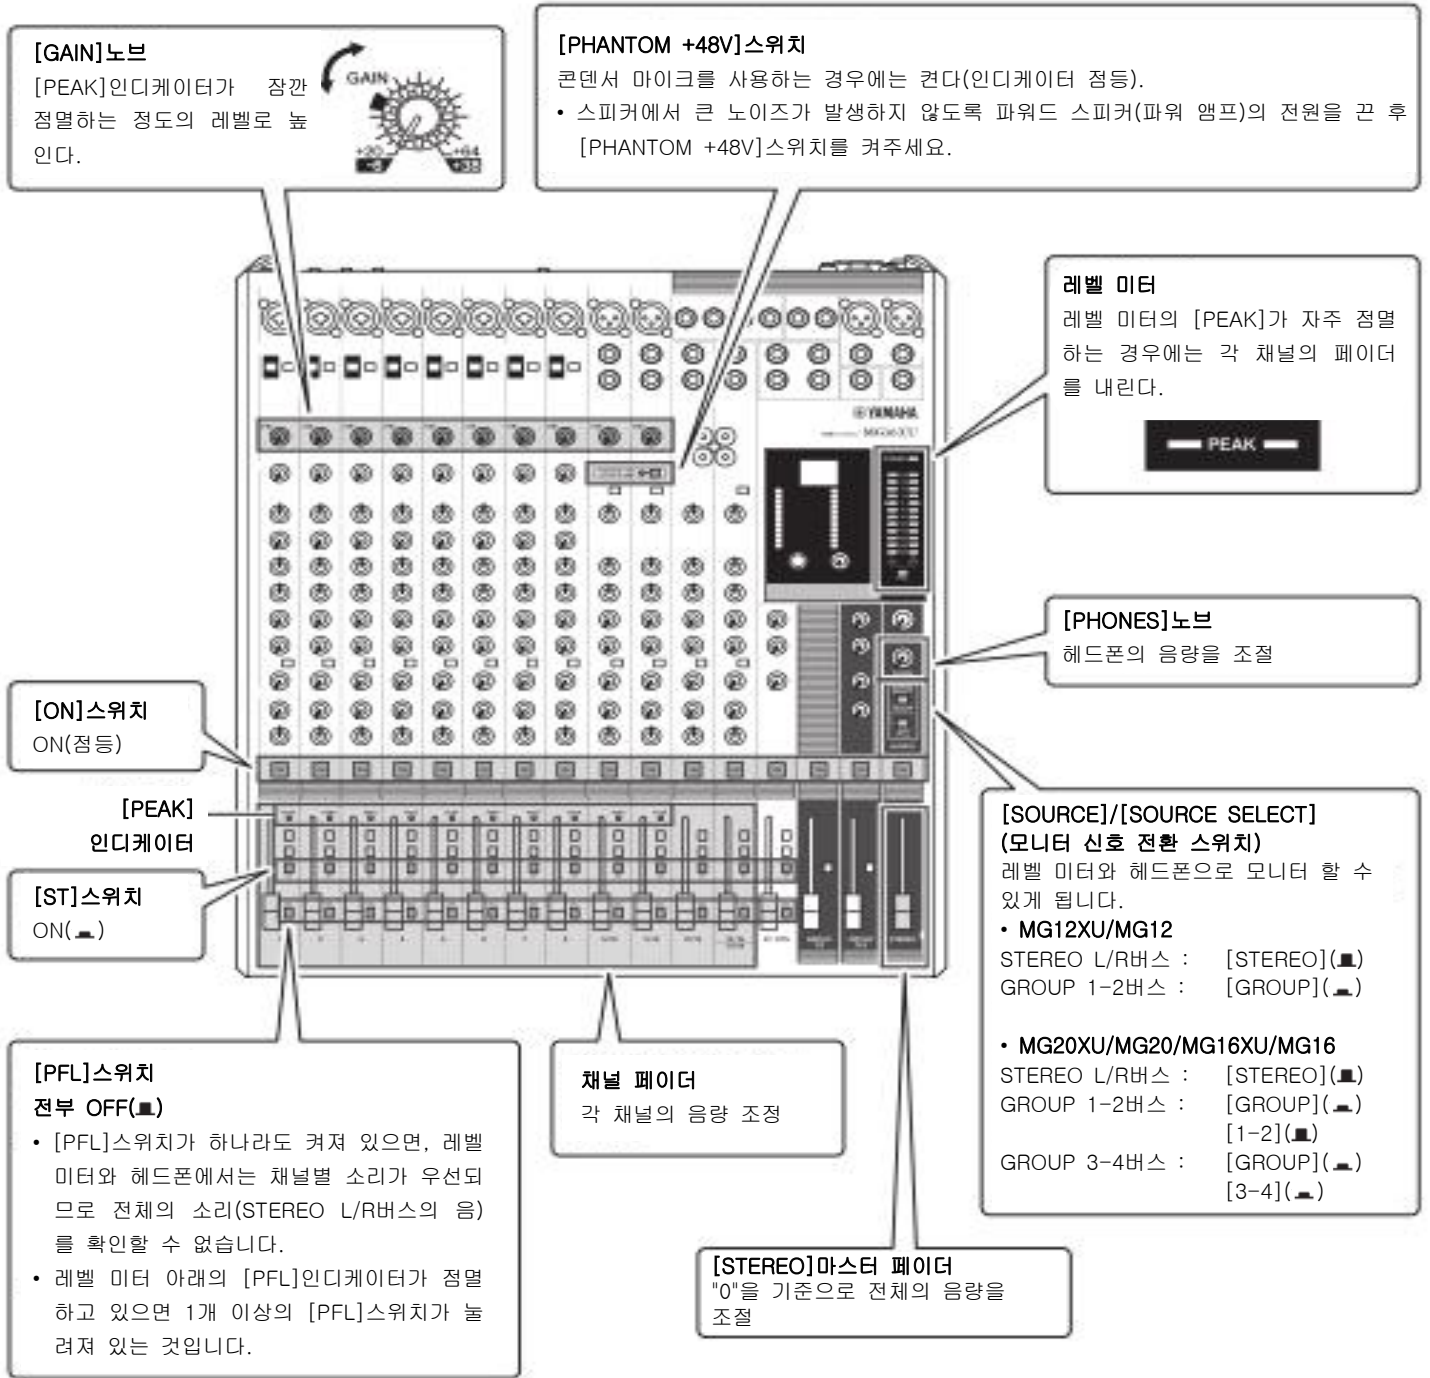 [GAIN]노브
[PEAK]인디케이터가 잠깐
점멸하는 정도의 레벨로 높
인다.
GAIN
+20
-6
+64
+38
[PHANTOM +48V]스위치
콘덴서 마이크를 사용하는 경우에는 켠다(인디케이터 점등).
• 스피커에서 큰 노이즈가 발생하지 않도록 파워드 스피커(파워 앰프)의 전원을 끈 후
[PHANTOM +48V]스위치를 켜주세요.
레벨 미터
레벨 미터의 [PEAK]가 자주 점멸
하는 경우에는 각 채널의 페이더
를 내린다.
PEAK
YAMAHA
MG16XU
[PHONES]노브
헤드폰의 음량을 조절
[ON]스위치
ON(점등)
[PEAK]
인디케이터
[ST]스위치
ON(▂)
[SOURCE]/[SOURCE SELECT]
(모니터 신호 전환 스위치)
레벨 미터와 헤드폰으로 모니터 할 수
있게 됩니다.
• MG12XU/MG12
STEREO L/R버스 : [STEREO](■)
GROUP 1-2버스 : [GROUP](▂)
• MG20XU/MG20/MG16XU/MG16
STEREO L/R버스 : [STEREO](■)
GROUP 1-2버스 : [GROUP](▂)
[1-2](■)
GROUP 3-4버스 : [GROUP](▂)
[3-4](▂)
[PFL]스위치
전부 OFF(■)
• [PFL]스위치가 하나라도 켜져 있으면, 레벨
미터와 헤드폰에서는 채널별 소리가 우선되
므로 전체의 소리(STEREO L/R버스의 음)
를 확인할 수 없습니다.
• 레벨 미터 아래의 [PFL]인디케이터가 점멸
하고 있으면 1개 이상의 [PFL]스위치가 눌
려져 있는 것입니다.
채널 페이더
각 채널의 음량 조정
[STEREO]마스터 페이더
"0"을 기준으로 전체의 음량을
조절